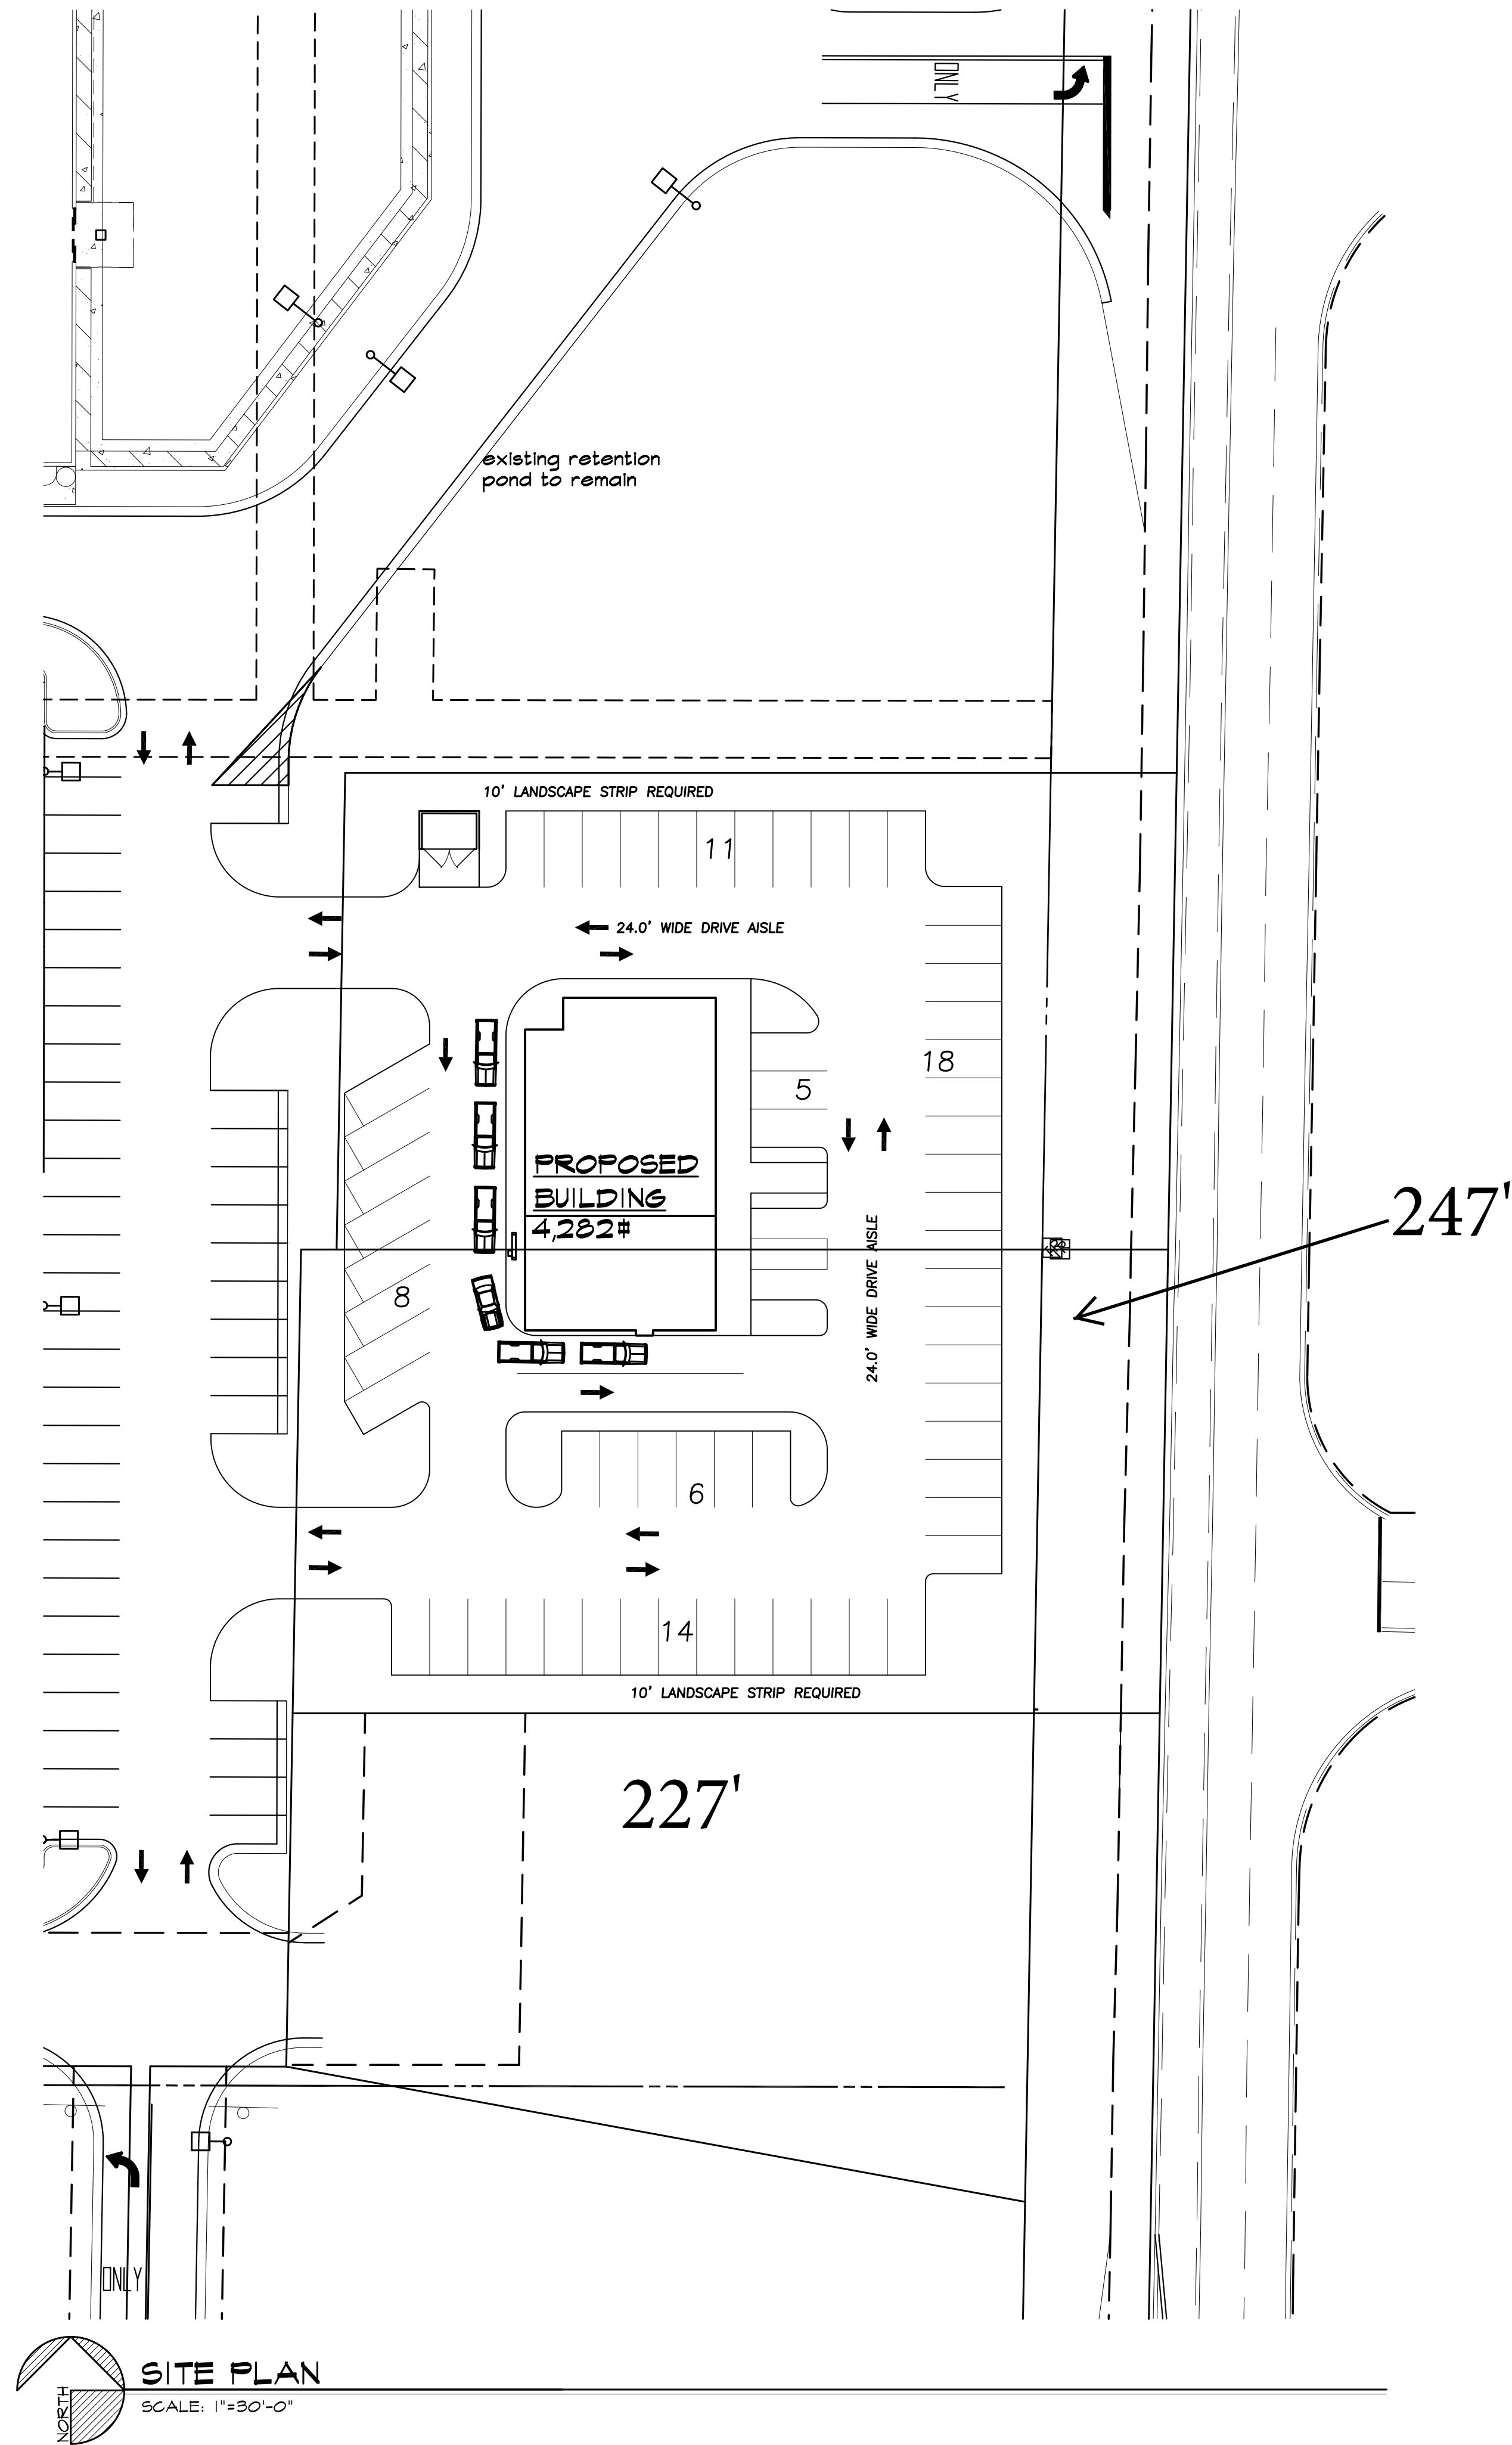 ONLY
existing retention
pond to remain
10' LANDSCAPE STRIP REQUIRED
11
24.0' WIDE DRIVE AISLE
18
5
PROPOSED
BUILDING
4,282#
247'
24.0' WIDE DRIVE AISLE
8
6
14
10' LANDSCAPE STRIP REQUIRED
227'
ONLY
SITE PLAN
SCALE: 1"=30'-0"
NORTH